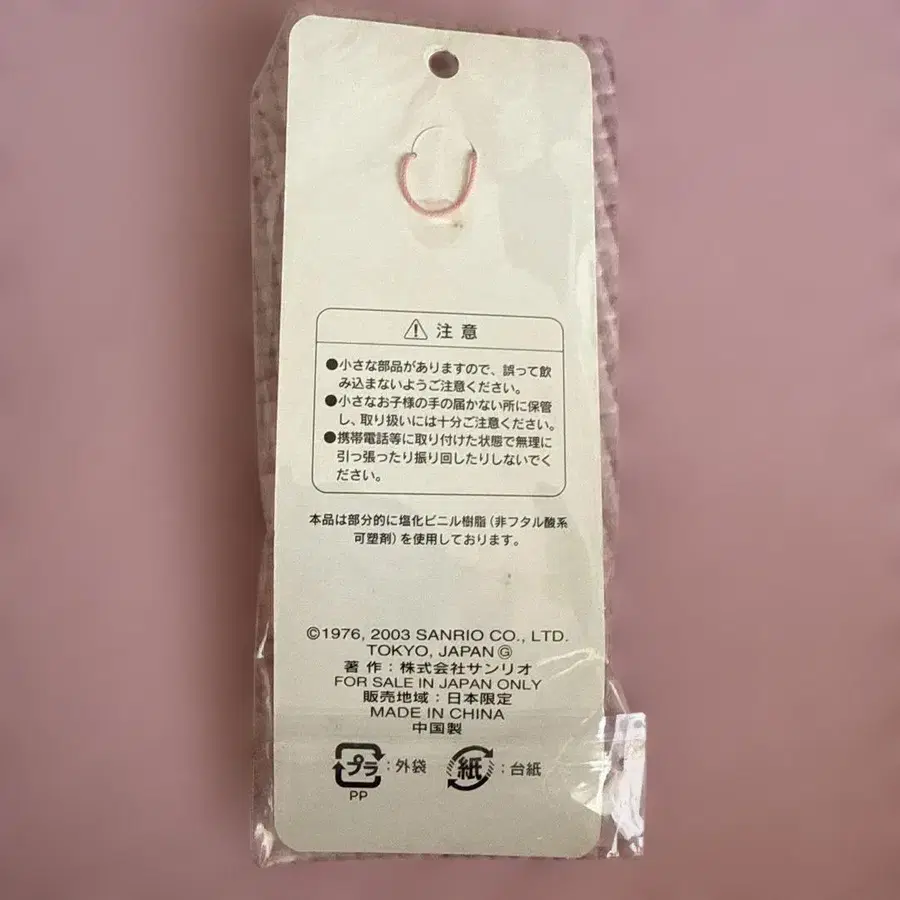 ⚠ 注意
●小さな部品がありますので、誤って飲
み込まないようご注意ください。
●小さなお子様の手の届かない所に保管
し、取り扱いには十分ご注意ください。
●携帯電話等に取り付けた状態で無理に
引っ張ったり振り回したりしないでく
ださい。
本品は部分的に塩化ビニル樹脂(非フタル酸系
可塑剤)を使用しております。
©1976, 2003 SANRIO CO., LTD.
TOKYO, JAPAN Ⓖ
著作:株式会社サンリオ
FOR SALE IN JAPAN ONLY
販売地域:日本限定
MADE IN CHINA
中国製
プラ:外袋 紙:台紙
PP